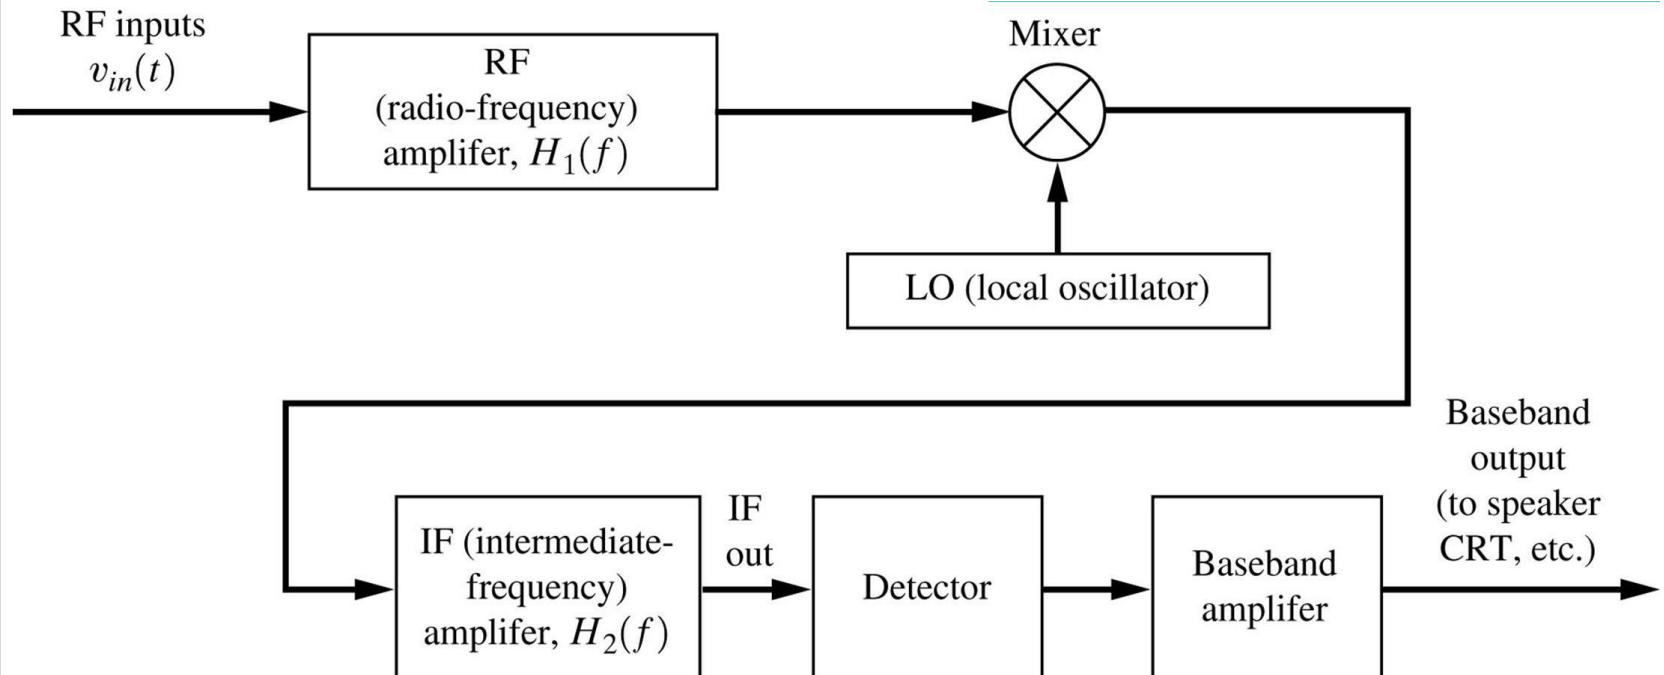 RF inputs
v_in(t)
RF
(radio-frequency)
amplifer, H_1(f)
Mixer
LO (local oscillator)
IF (intermediate-
frequency)
amplifer, H_2(f)
IF
out
Detector
Baseband
amplifer
Baseband
output
(to speaker
CRT, etc.)